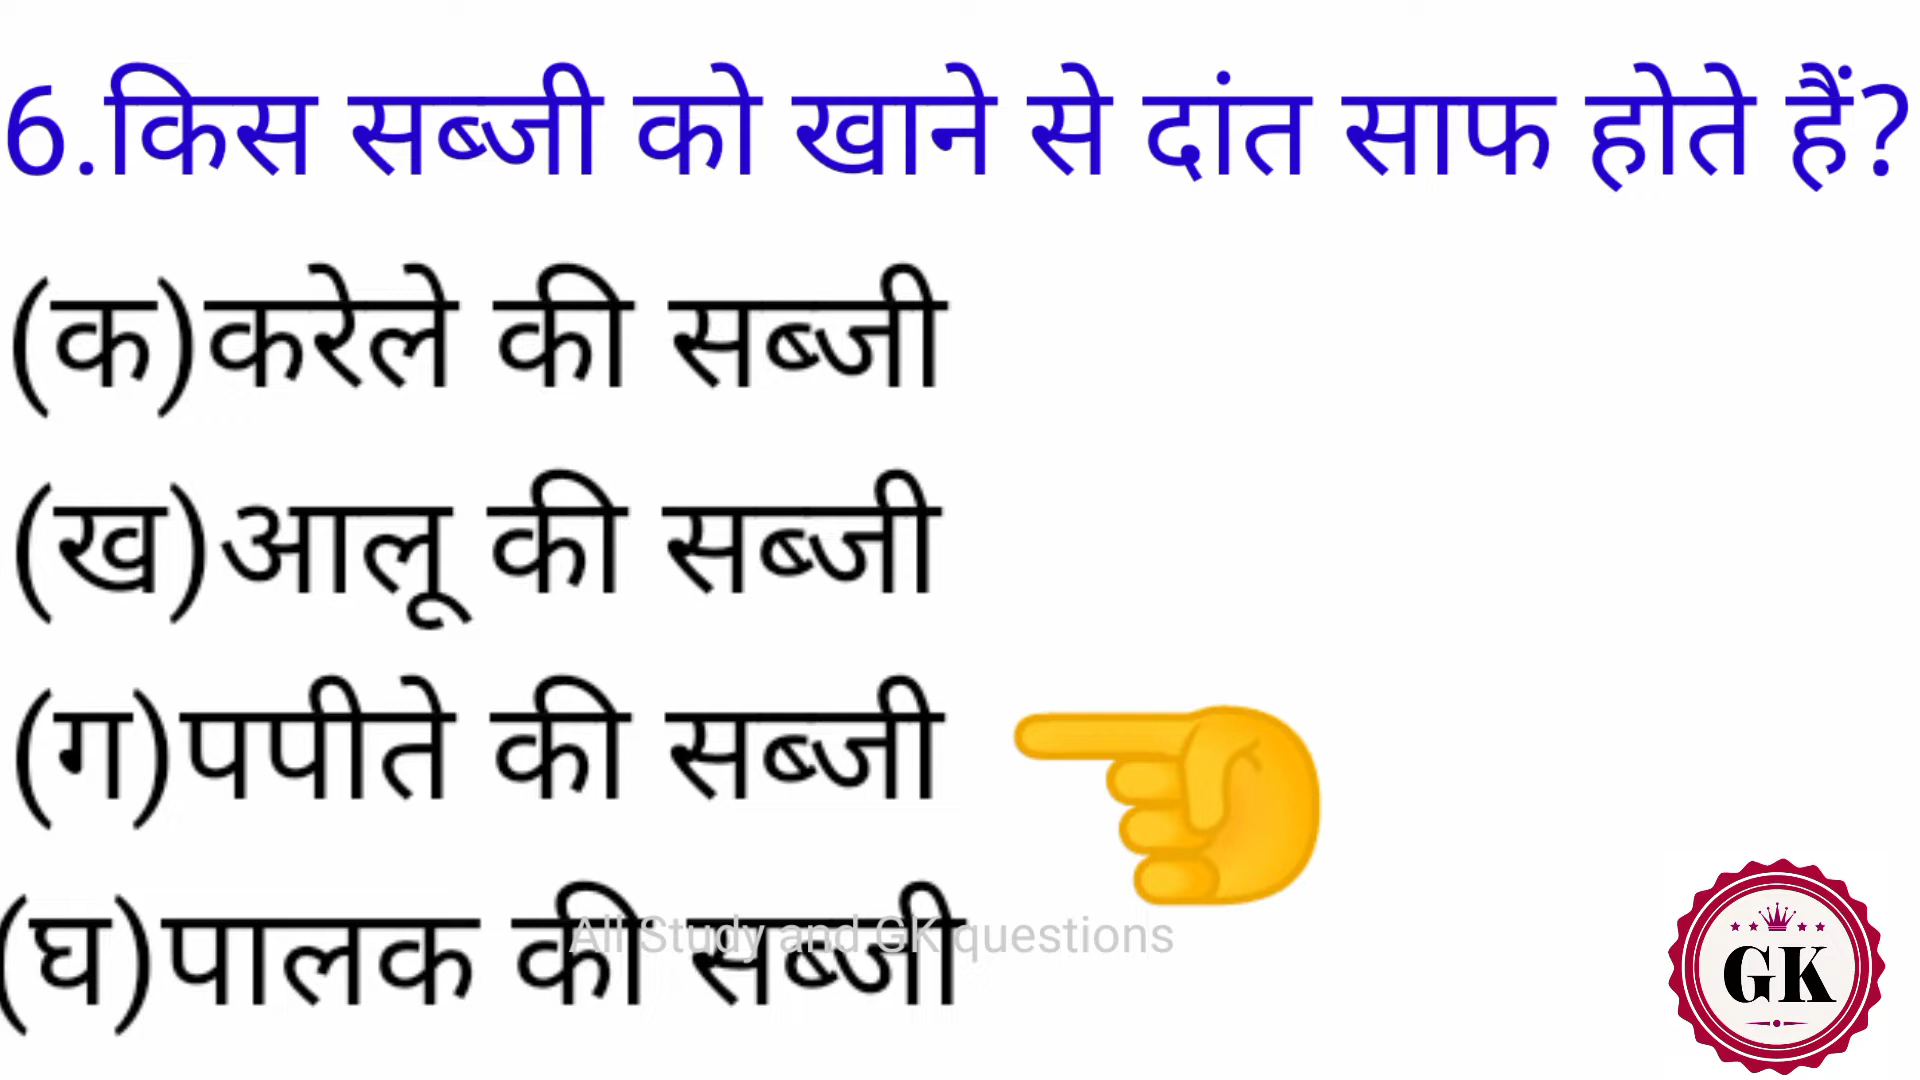 6.किस सब्जी को खाने से दांत साफ होते हैं?
(क)करेले की सब्जी
(ख)आलू की सब्जी
(ग)पपीते की सब्जी
(घ)पालक की सब्जी
All Study and GK questions
GK